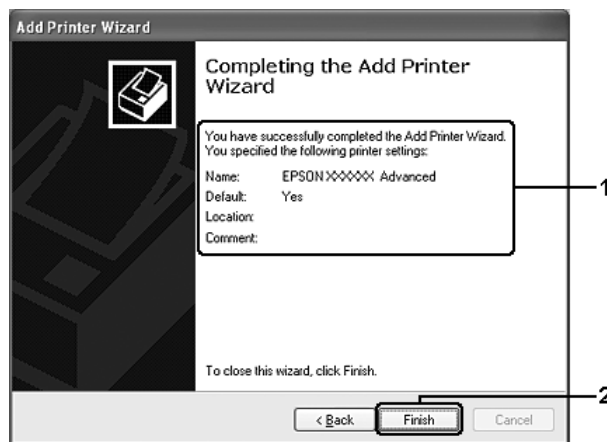 Add Printer Wizard
Completing the Add Printer
Wizard
You have successfully completed the Add Printer Wizard.
You specified the following printer settings:
Name: EPSON XXXXXX Advanced
Default: Yes
Location:
Comment:
1
To close this wizard, click Finish.
2
< Back Finish Cancel